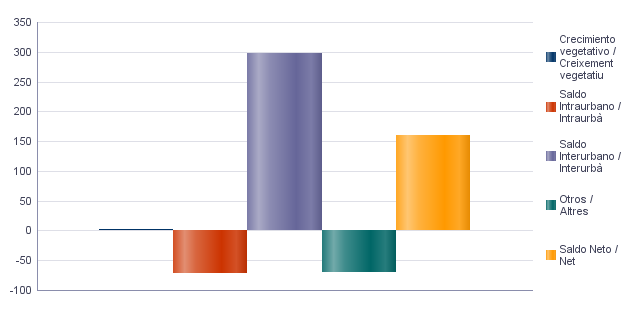 350
300
250
200
150
100
50
0
-50
-100
Crecimiento
vegetativo /
Creixement
vegetatiu
Saldo
Intraurbano /
Intraurbà
Saldo
Interurbano /
Interurbà
Otros /
Altres
Saldo Neto /
Net